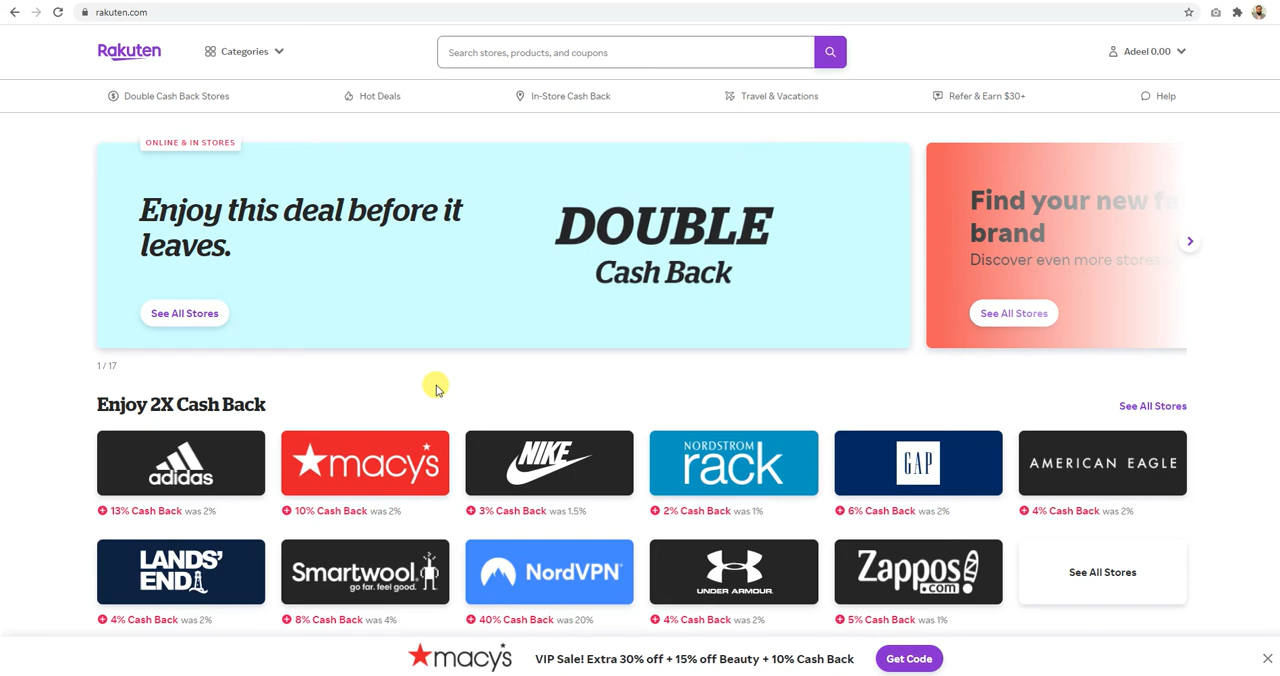 rakuten.com
Rakuten
Categories
Search stores, products, and coupons
Adeel 0.00
Double Cash Back Stores
Hot Deals
In-Store Cash Back
Travel & Vacations
Refer & Earn $30+
Help
ONLINE & IN STORES
Enjoy this deal before it
leaves.
DOUBLE
Cash Back
See All Stores
Find your new fa
brand
Discover even more stores
See All Stores
1 / 17
Enjoy 2X Cash Back
See All Stores
adidas
macy's
NIKE
NORDSTROM
rack
GAP
AMERICAN EAGLE
13% Cash Back was 2%
10% Cash Back was 2%
3% Cash Back was 1.5%
2% Cash Back was 1%
6% Cash Back was 2%
4% Cash Back was 2%
LANDS'
END
Smartwool.
go far. feel good.
NordVPN
UNDER ARMOUR.
Zappos!
.com
See All Stores
4% Cash Back was 2%
8% Cash Back was 4%
40% Cash Back was 20%
4% Cash Back was 2%
5% Cash Back was 1%
macy's
VIP Sale! Extra 30% off + 15% off Beauty + 10% Cash Back
Get Code